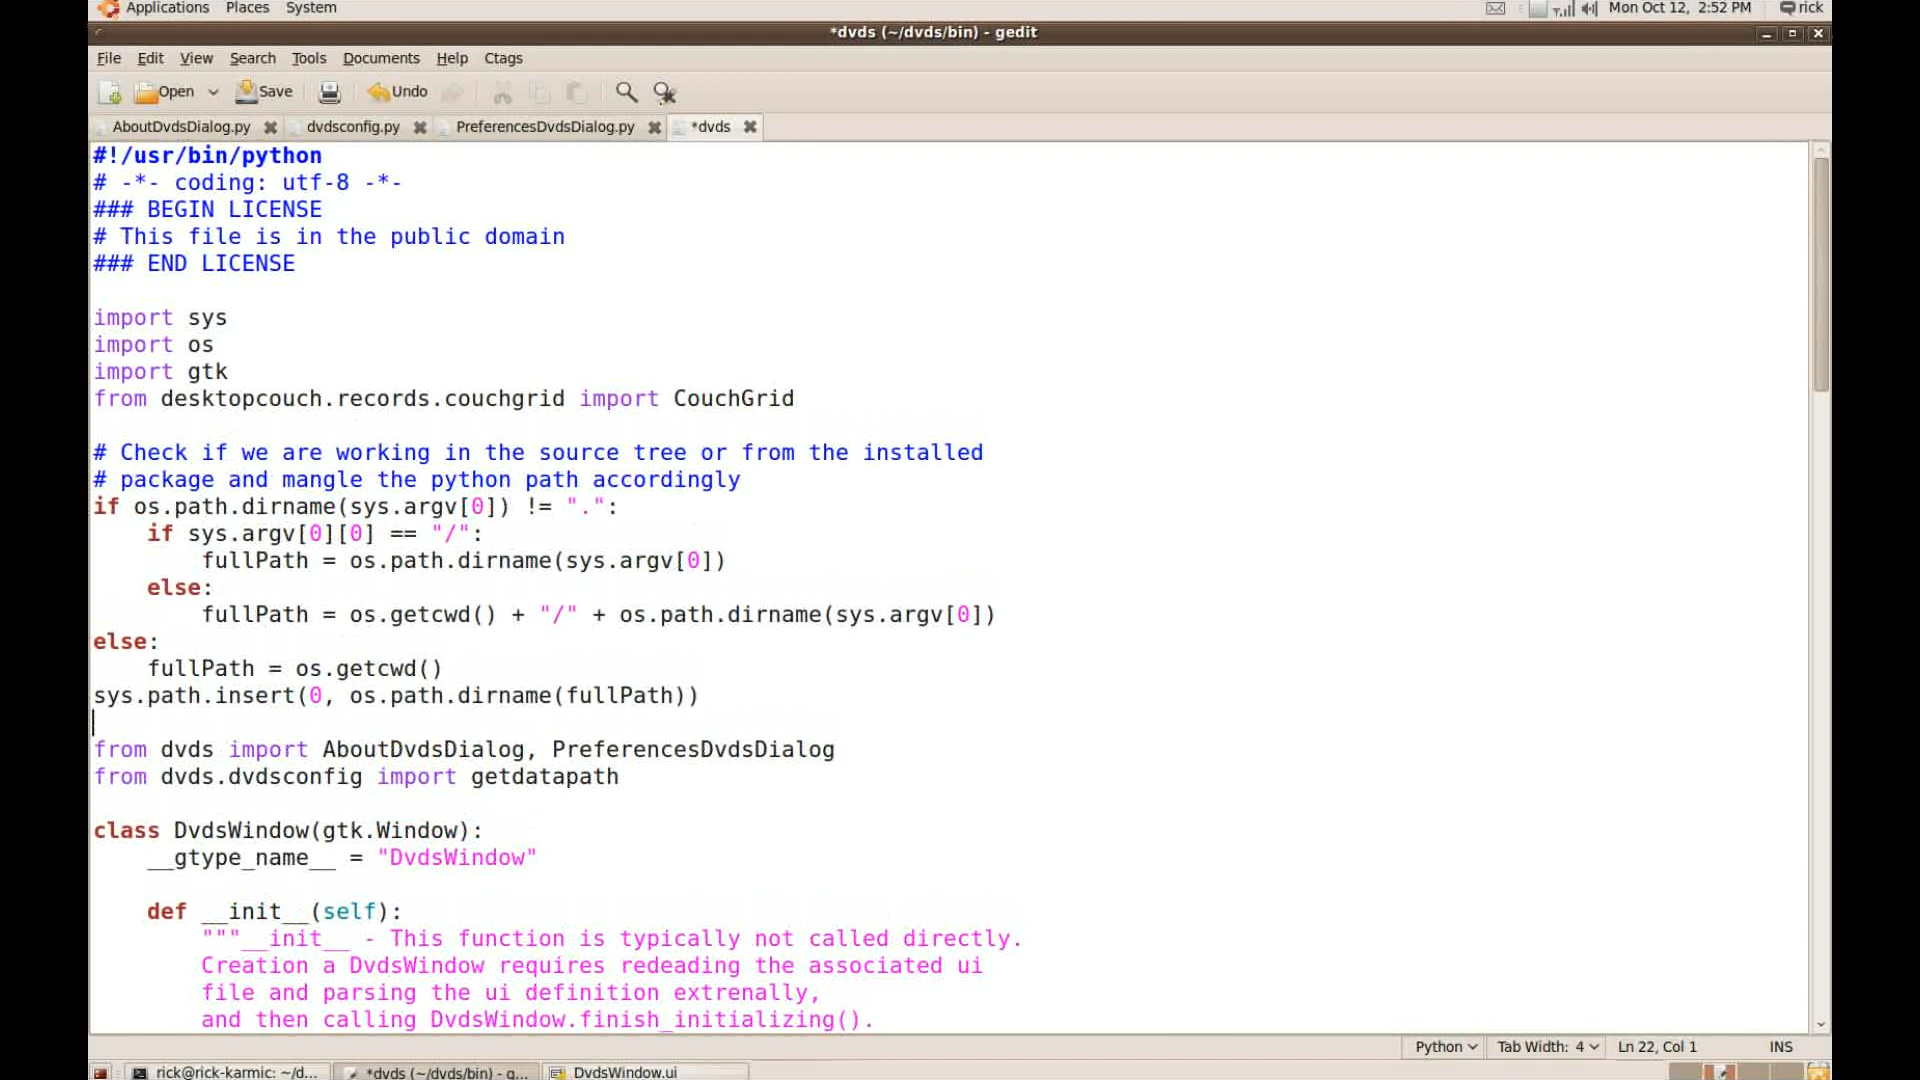 Applications Places System Mon Oct 12, 2:52 PM rick
*dvds (~/dvds/bin) - gedit
File Edit View Search Tools Documents Help Ctags
Open Save Undo
AboutDvdsDialog.py dvdsconfig.py PreferencesDvdsDialog.py *dvds
#!/usr/bin/python
# -*- coding: utf-8 -*-
### BEGIN LICENSE
# This file is in the public domain
### END LICENSE
import sys
import os
import gtk
from desktopcouch.records.couchgrid import CouchGrid
# Check if we are working in the source tree or from the installed
# package and mangle the python path accordingly
if os.path.dirname(sys.argv[0]) != ".":
    if sys.argv[0][0] == "/":
        fullPath = os.path.dirname(sys.argv[0])
    else:
        fullPath = os.getcwd() + "/" + os.path.dirname(sys.argv[0])
else:
    fullPath = os.getcwd()
sys.path.insert(0, os.path.dirname(fullPath))
from dvds import AboutDvdsDialog, PreferencesDvdsDialog
from dvds.dvdsconfig import getdatapath
class DvdsWindow(gtk.Window):
    __gtype_name__ = "DvdsWindow"
    def __init__(self):
        """__init__ - This function is typically not called directly.
        Creation a DvdsWindow requires redeading the associated ui
        file and parsing the ui definition extrenally,
        and then calling DvdsWindow.finish_initializing().
Python Tab Width: 4 Ln 22, Col 1 INS
rick@rick-karmic: ~/d... *dvds (~/dvds/bin) - g... DvdsWindow.ui